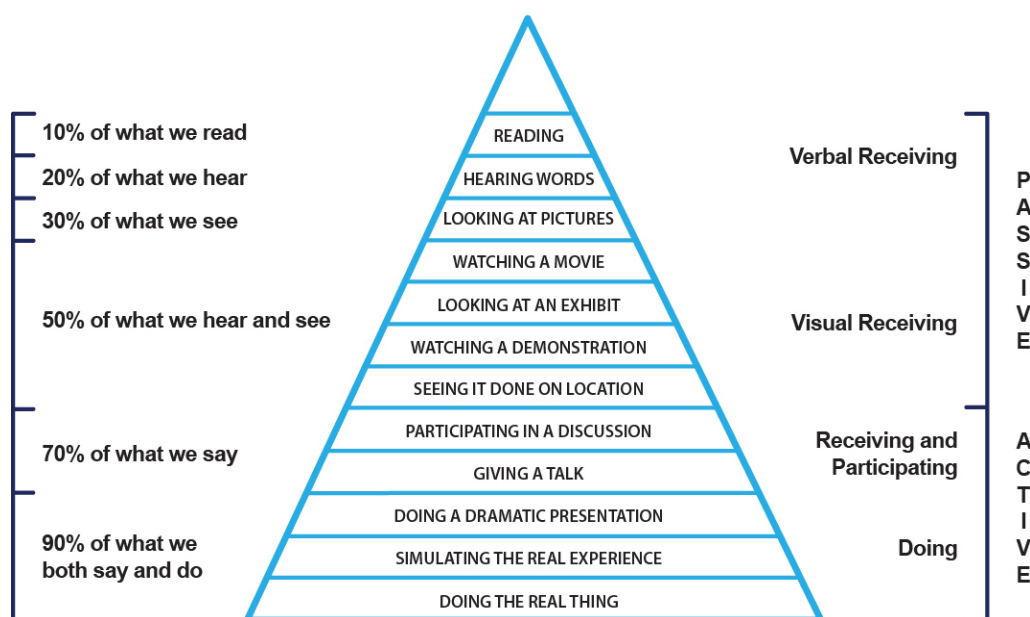 10% of what we read
20% of what we hear
30% of what we see
50% of what we hear and see
70% of what we say
90% of what we
both say and do
READING
HEARING WORDS
LOOKING AT PICTURES
WATCHING A MOVIE
LOOKING AT AN EXHIBIT
WATCHING A DEMONSTRATION
SEEING IT DONE ON LOCATION
PARTICIPATING IN A DISCUSSION
GIVING A TALK
DOING A DRAMATIC PRESENTATION
SIMULATING THE REAL EXPERIENCE
DOING THE REAL THING
Verbal Receiving
Visual Receiving
Receiving and
Participating
Doing
PASSIVE
ACTIVE